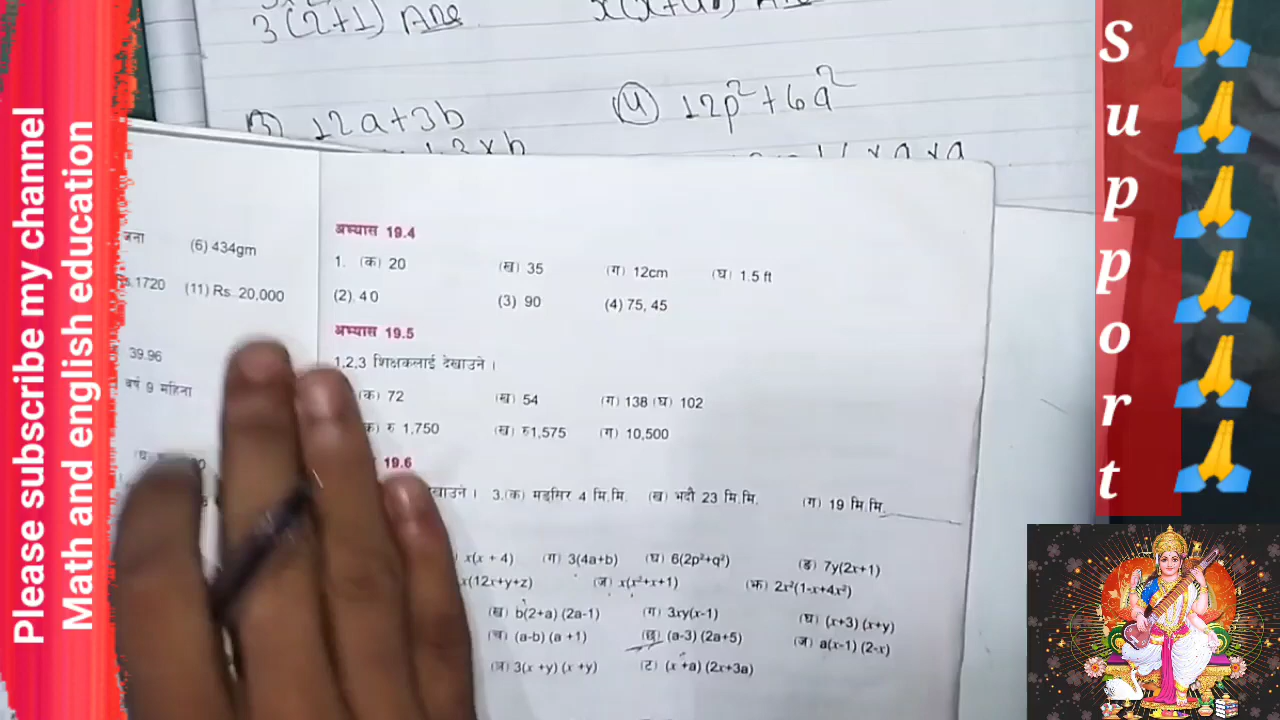 Please subscribe my channel
Math and english education
Support
3(2+1) Ans
12a+3b
(4) 12p²+6q²
(6) 434gm
1720 (11) Rs. 20,000
39.96
वर्ष 9 महिना
अभ्यास 19.4
1. (क) 20 (ख) 35 (ग) 12cm (घ) 1.5 ft
(2). 40 (3) 90 (4) 75, 45
अभ्यास 19.5
1,2,3 शिक्षकलाई देखाउने ।
(क) 72 (ख) 54 (ग) 138 (घ) 102
रु 1,750 (ख) रु1,575 (ग) 10,500
19.6
3.(क) मङ्सिर 4 मि.मि. (ख) भदौ 23 मि.मि. (ग) 19 मि.मि.
x(x + 4) (ग) 3(4a+b) (घ) 6(2p²+q²) (ङ) 7y(2x+1)
x(12x+y+z) (ज) x(x²+x+1) (झ) 2x²(1-x+4x²)
(ख) b(2+a) (2a-1) (ग) 3xy(x-1) (घ) (x+3) (x+y)
(a-b) (a +1) (छ) (a-3) (2a+5) (ज) a(x-1) (2-x)
(ञ) 3(x +y) (x +y) (ट) (x +a) (2x+3a)